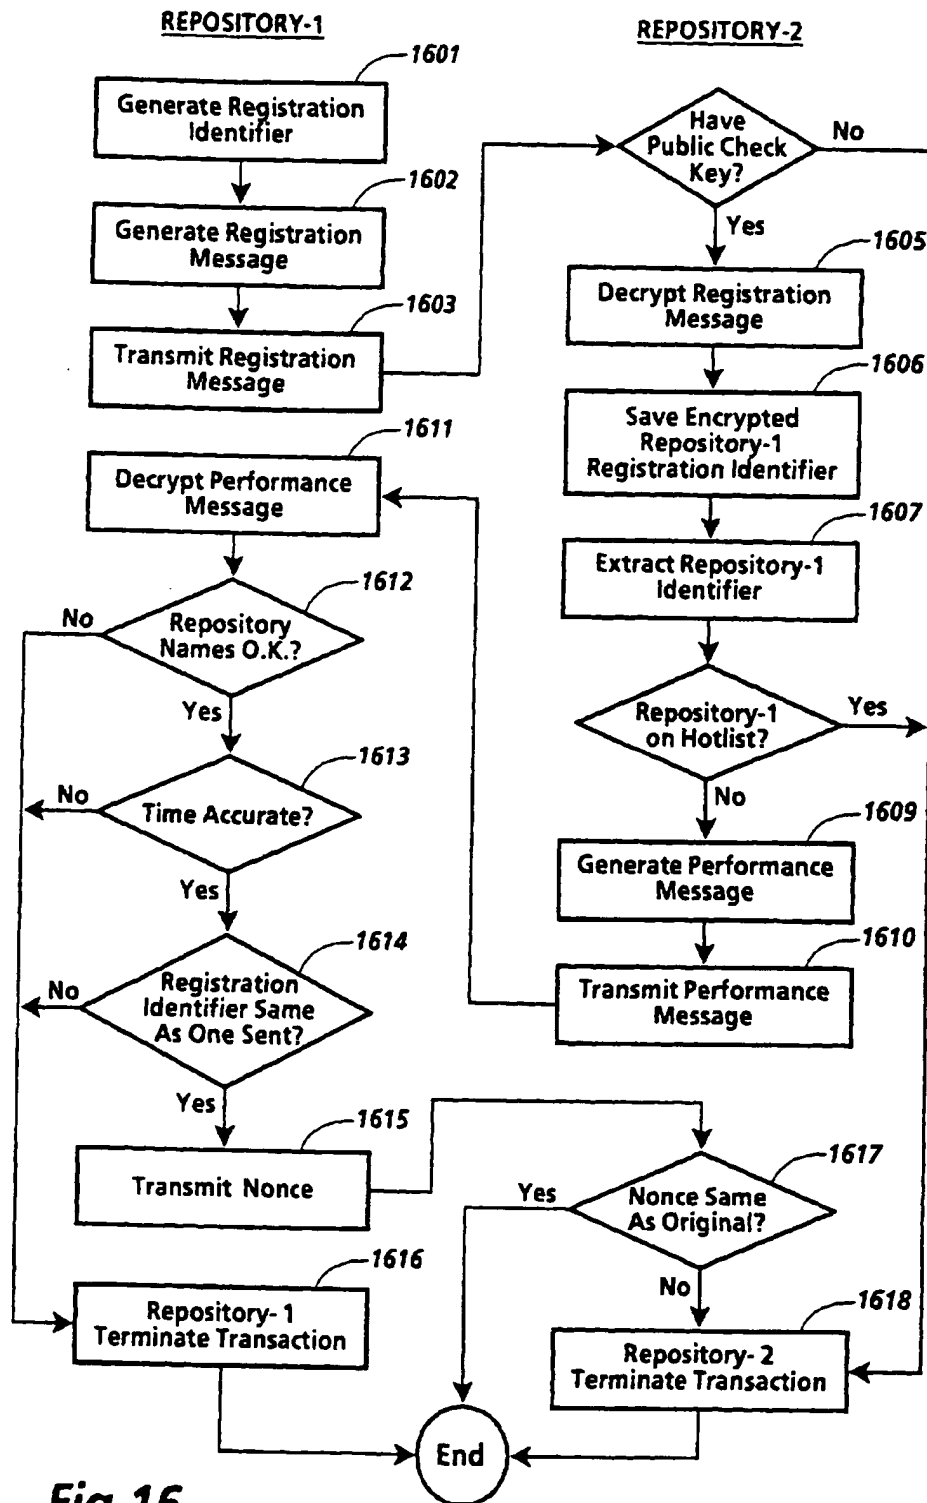 REPOSITORY-1
1601
Generate Registration
Identifier
1602
Generate Registration
Message
1603
Transmit Registration
Message
1611
Decrypt Performance
Message
1612
No
Repository
Names O.K.?
Yes
1613
No
Time Accurate?
Yes
1614
No
Registration
Identifier Same
As One Sent?
Yes
1615
Transmit Nonce
1616
Repository- 1
Terminate Transaction
REPOSITORY-2
Have
Public Check
Key?
No
Yes
1605
Decrypt Registration
Message
1606
Save Encrypted
Repository-1
Registration Identifier
1607
Extract Repository-1
Identifier
Repository-1
on Hotlist?
Yes
No
1609
Generate Performance
Message
1610
Transmit Performance
Message
1617
Yes
Nonce Same
As Original?
No
1618
Repository- 2
Terminate Transaction
End
Fig. 16